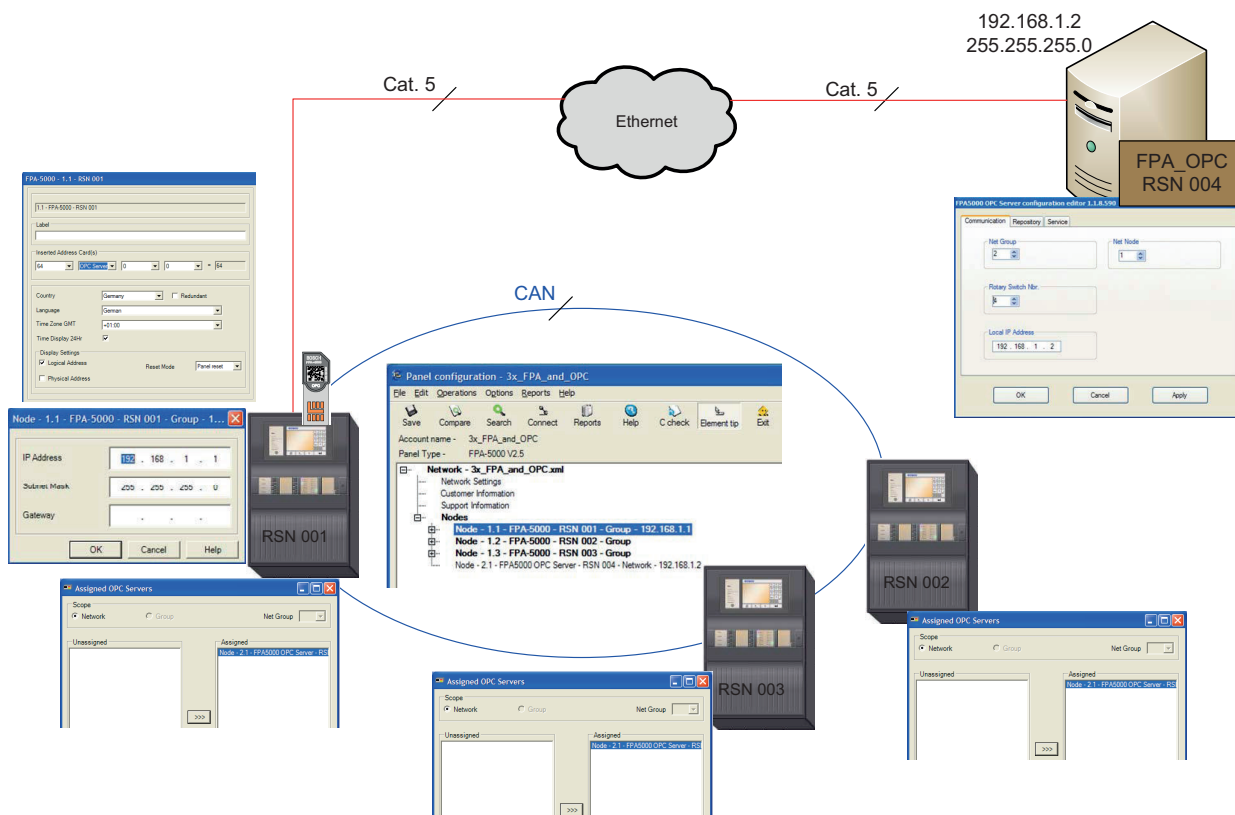 192.168.1.2
255.255.255.0
Cat. 5
Cat. 5
Ethernet
FPA_OPC
RSN 004
FPA-5000 - 1.1 - RSN 001
1.1 - FPA-5000 - RSN 001
Label
Inserted Address Card(s)
64 OPC Server 0 0 = 64
Country Germany Redundant
Language German
Time Zone GMT +01:00
Time Display 24Hr
Display Settings
Logical Address Reset Mode Panel reset
Physical Address
FPA5000 OPC Server configuration editor 1.1.8.590
Communication Repository Service
Net Group Net Node
2 1
Rotary Switch Nbr.
4
Local IP Address
192 . 168 . 1 . 2
OK Cancel Apply
CAN
BOSCH
OPC
Node - 1.1 - FPA-5000 - RSN 001 - Group - 1...
IP Address 192 . 168 . 1 . 1
Subnet Mask 255 . 255 . 255 . 0
Gateway . . .
OK Cancel Help
RSN 001
Panel configuration - 3x_FPA_and_OPC
File Edit Operations Options Reports Help
Save Compare Search Connect Reports Help C check Element tip Exit
Account name - 3x_FPA_and_OPC
Panel Type - FPA-5000 V2.5
Network - 3x_FPA_and_OPC.xml
Network Settings
Customer Information
Support Information
Nodes
Node - 1.1 - FPA-5000 - RSN 001 - Group - 192.168.1.1
Node - 1.2 - FPA-5000 - RSN 002 - Group
Node - 1.3 - FPA-5000 - RSN 003 - Group
Node - 2.1 - FPA5000 OPC Server - RSN 004 - Network - 192.168.1.2
RSN 002
RSN 003
Assigned OPC Servers
Scope
Network Group Net Group
Unassigned Assigned
Node - 2.1 - FPA5000 OPC Server - RS
>>>
Assigned OPC Servers
Scope
Network Group Net Group
Unassigned Assigned
Node - 2.1 - FPA5000 OPC Server - RS
>>>
Assigned OPC Servers
Scope
Network Group Net Group
Unassigned Assigned
Node - 2.1 - FPA5000 OPC Server - RS
>>>